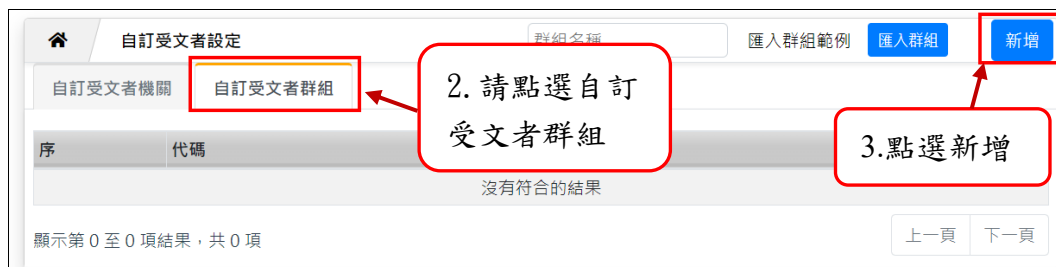 自訂受文者設定 群組名稱 匯入群組範例 匯入群組 新增
自訂受文者機關 自訂受文者群組
2.請點選自訂
受文者群組
3.點選新增
序 代碼
沒有符合的結果
顯示第 0 至 0 項結果，共 0 項 上一頁 下一頁